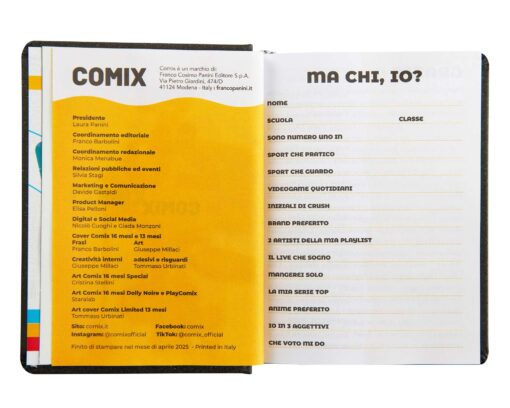 COMIX
Comix è un marchio di:
Franco Cosimo Panini Editore S.p.A.
Via Pietro Giardini, 474/D
41124 Modena - Italy | francopanini.it
Presidente
Laura Panini
Coordinamento editoriale
Franco Barbolini
Coordinamento redazionale
Monica Menabue
Relazioni pubbliche ed eventi
Silvia Stagi
Marketing e Comunicazione
Davide Gastaldi
Product Manager
Elisa Pelloni
Digital e Social Media
Nicolò Guoghi e Giada Monzoni
Cover Comix 16 mesi e 13 mesi
Frasi Art
Franco Barbolini Giuseppe Millaci
Creatività interni adesivi e risguardi
Giuseppe Millaci Tommaso Urbinati
Art Comix 16 mesi Special
Cristina Stellini
Art Comix 16 mesi Dolly Noire e PlayComix
Staralab
Art cover Comix Limited 13 mesi
Tommaso Urbinati
Sito: comix.it Facebook: comix
Instagram: @comixofficial TikTok: @comix_official
Finito di stampare nel mese di aprile 2025 - Printed in Italy
MA CHI, IO?
NOME
SCUOLA CLASSE
SONO NUMERO UNO IN
SPORT CHE PRATICO
SPORT CHE GUARDO
VIDEOGAME QUOTIDIANI
INIZIALI DI CRUSH
BRAND PREFERITO
3 ARTISTI DELLA MIA PLAYLIST
IL LIVE CHE SOGNO
MANGEREI SOLO
LA MIA SERIE TOP
ANIME PREFERITO
IO IN 3 AGGETTIVI
CHE VOTO MI DO